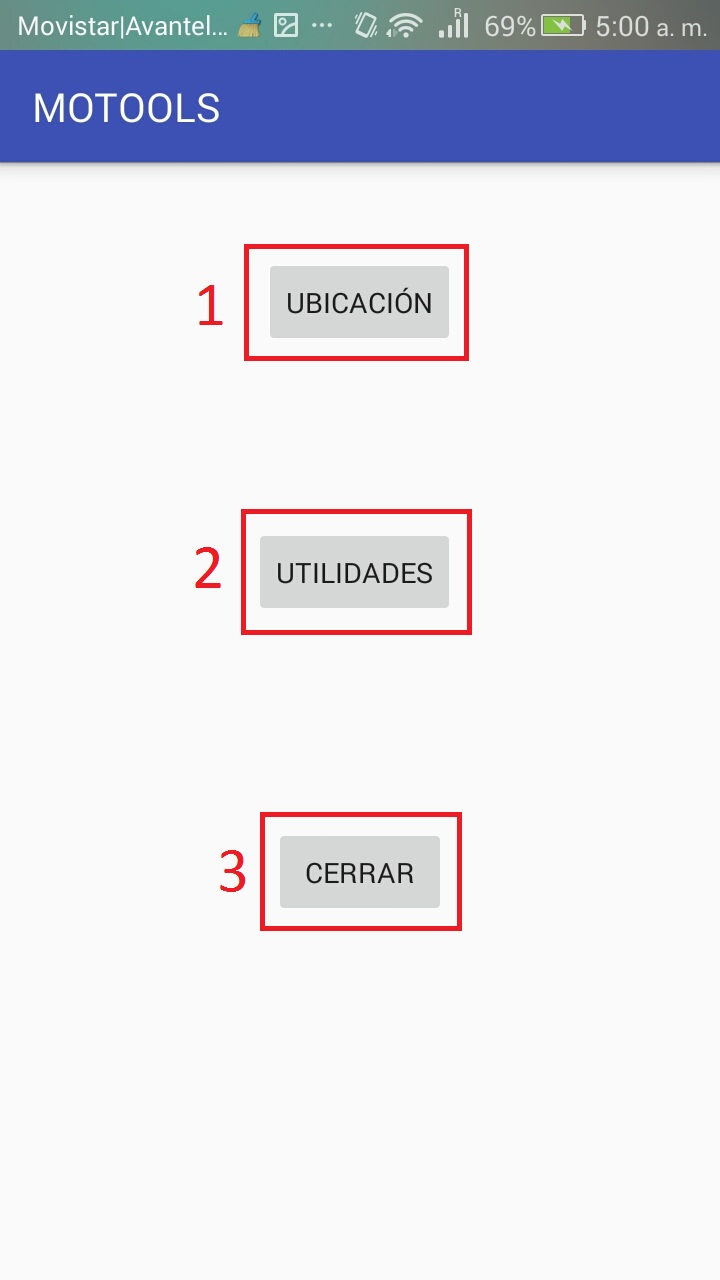 Movistar|Avantel... R 69% 5:00 a. m.
MOTOOLS
1 UBICACIÓN
2 UTILIDADES
3 CERRAR